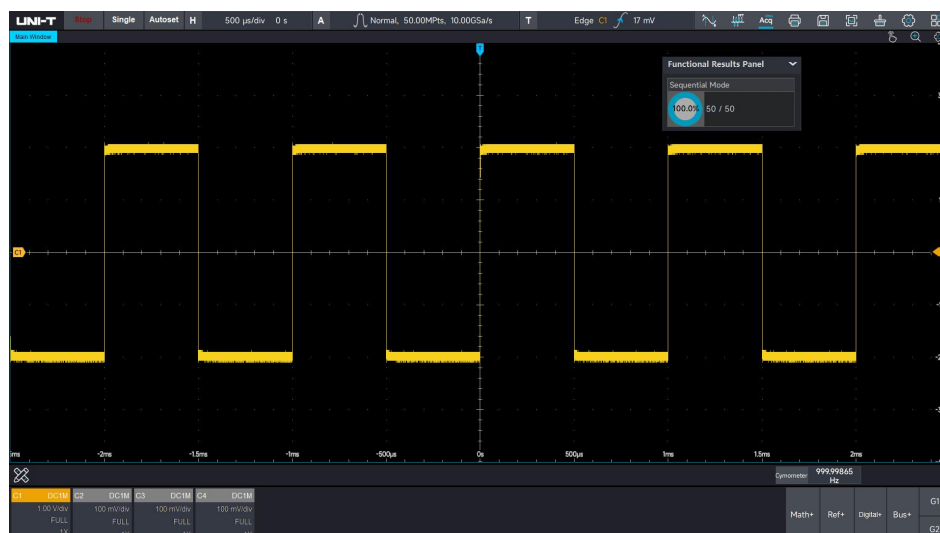 UNI-T Stop Single Autoset H 500 μs/div 0 s A Normal, 50.00MPts, 10.00GSa/s T Edge C1 17 mV Acq
Main Window
T
Functional Results Panel
Sequential Mode
100.0% 50 / 50
C1
-2ms -1.5ms -1ms -500μs 0s 500μs 1ms 1.5ms 2ms
Cymometer 999.99865
Hz
C1 DC1M C2 DC1M C3 DC1M C4 DC1M G1
1.00 V/div 100 mV/div 100 mV/div 100 mV/div
Math+ Ref+ Digital+ Bus+
FULL FULL FULL FULL
G2